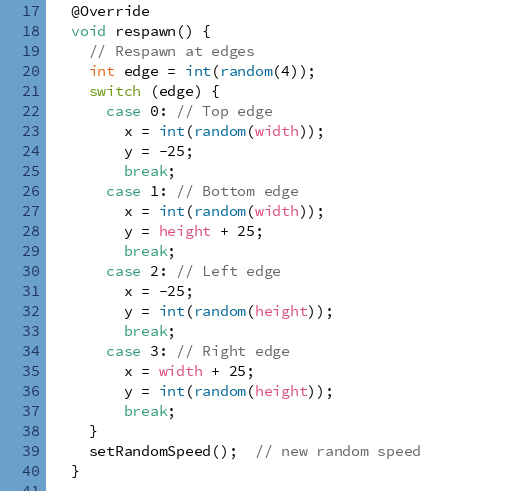 17 @Override
18 void respawn() {
19 // Respawn at edges
20 int edge = int(random(4));
21 switch (edge) {
22 case 0: // Top edge
23 x = int(random(width));
24 y = -25;
25 break;
26 case 1: // Bottom edge
27 x = int(random(width));
28 y = height + 25;
29 break;
30 case 2: // Left edge
31 x = -25;
32 y = int(random(height));
33 break;
34 case 3: // Right edge
35 x = width + 25;
36 y = int(random(height));
37 break;
38 }
39 setRandomSpeed();  // new random speed
40 }
41